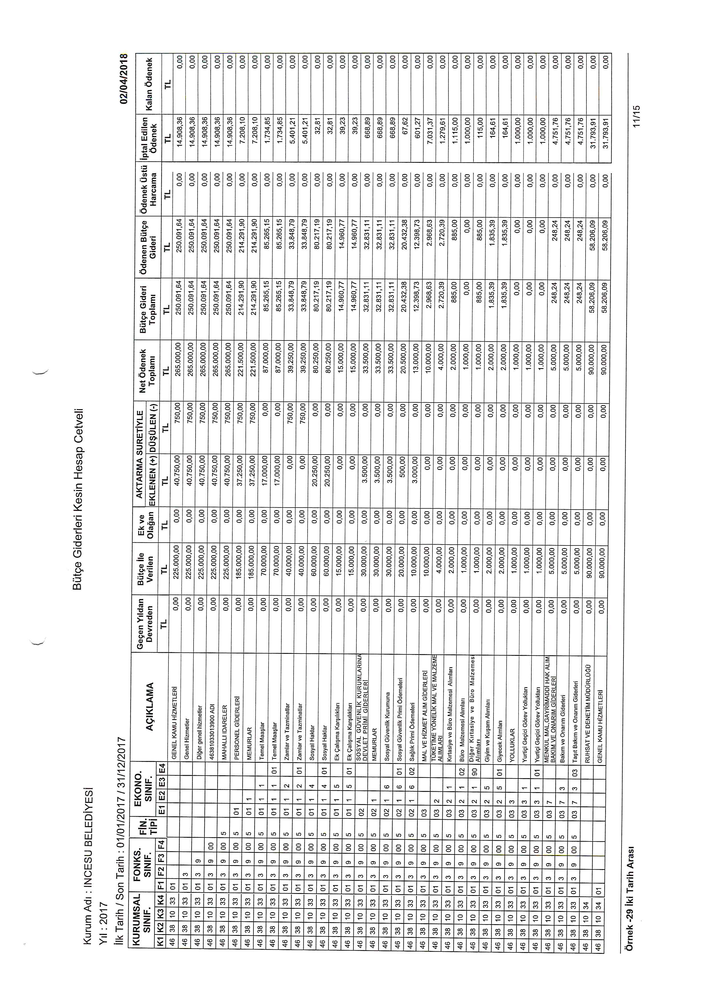 Bütçe Giderleri Kesin Hesap Cetveli
Kurum Adı : INCESU BELEDİYESİ
Yıl : 2017
İlk Tarih / Son Tarih : 01/01/2017 / 31/12/2017 02/04/2018
KURUMSAL SINIF. FONKS. SINIF. FİN. TİPİ EKONO. SINIF. AÇIKLAMA Geçen Yıldan Devreden Bütçe İle Verilen Ek ve Olağan AKTARMA SURETİYLE Net Ödenek Toplamı Bütçe Gideri Toplamı Ödenen Bütçe Gideri Ödenek Üstü Harcama İptal Edilen Ödenek Kalan Ödenek
EKLENEN (+) DÜŞÜLEN (-)
K1 K2 K3 K4 F1 F2 F3 F4 E1 E2 E3 E4 TL TL TL TL TL TL TL TL TL TL TL
46 38 10 33 01 GENEL KAMU HİZMETLERİ 0,00 225.000,00 0,00 40.750,00 750,00 265.000,00 250.091,64 250.091,64 0,00 14.908,36 0,00
46 38 10 33 01 3 Genel Hizmetler 0,00 225.000,00 0,00 40.750,00 750,00 265.000,00 250.091,64 250.091,64 0,00 14.908,36 0,00
46 38 10 33 01 3 9 Diğer genel hizmetler 0,00 225.000,00 0,00 40.750,00 750,00 265.000,00 250.091,64 250.091,64 0,00 14.908,36 0,00
46 38 10 33 01 3 9 00 46381033013900 ADI 0,00 225.000,00 0,00 40.750,00 750,00 265.000,00 250.091,64 250.091,64 0,00 14.908,36 0,00
46 38 10 33 01 3 9 00 5 MAHALLI IDARELER 0,00 225.000,00 0,00 40.750,00 750,00 265.000,00 250.091,64 250.091,64 0,00 14.908,36 0,00
46 38 10 33 01 3 9 00 5 01 PERSONEL GİDERLERİ 0,00 185.000,00 0,00 37.250,00 750,00 221.500,00 214.291,90 214.291,90 0,00 7.208,10 0,00
46 38 10 33 01 3 9 00 5 01 1 MEMURLAR 0,00 185.000,00 0,00 37.250,00 750,00 221.500,00 214.291,90 214.291,90 0,00 7.208,10 0,00
46 38 10 33 01 3 9 00 5 01 1 1 Temel Maaşlar 0,00 70.000,00 0,00 17.000,00 0,00 87.000,00 85.265,15 85.265,15 0,00 1.734,85 0,00
46 38 10 33 01 3 9 00 5 01 1 1 01 Temel Maaşlar 0,00 70.000,00 0,00 17.000,00 0,00 87.000,00 85.265,15 85.265,15 0,00 1.734,85 0,00
46 38 10 33 01 3 9 00 5 01 1 2 Zamlar ve Tazminatlar 0,00 40.000,00 0,00 0,00 750,00 39.250,00 33.848,79 33.848,79 0,00 5.401,21 0,00
46 38 10 33 01 3 9 00 5 01 1 2 01 Zamlar ve Tazminatlar 0,00 40.000,00 0,00 0,00 750,00 39.250,00 33.848,79 33.848,79 0,00 5.401,21 0,00
46 38 10 33 01 3 9 00 5 01 1 4 Sosyal Haklar 0,00 60.000,00 0,00 20.250,00 0,00 80.250,00 80.217,19 80.217,19 0,00 32,81 0,00
46 38 10 33 01 3 9 00 5 01 1 4 01 Sosyal Haklar 0,00 60.000,00 0,00 20.250,00 0,00 80.250,00 80.217,19 80.217,19 0,00 32,81 0,00
46 38 10 33 01 3 9 00 5 01 1 5 Ek Çalışma Karşılıkları 0,00 15.000,00 0,00 0,00 0,00 15.000,00 14.960,77 14.960,77 0,00 39,23 0,00
46 38 10 33 01 3 9 00 5 01 1 5 01 Ek Çalışma Karşılıkları 0,00 15.000,00 0,00 0,00 0,00 15.000,00 14.960,77 14.960,77 0,00 39,23 0,00
46 38 10 33 01 3 9 00 5 02 SOSYAL GÜVENLİK KURUMLARINA DEVLET PRİMİ GİDERLERİ 0,00 30.000,00 0,00 3.500,00 0,00 33.500,00 32.831,11 32.831,11 0,00 668,89 0,00
46 38 10 33 01 3 9 00 5 02 1 MEMURLAR 0,00 30.000,00 0,00 3.500,00 0,00 33.500,00 32.831,11 32.831,11 0,00 668,89 0,00
46 38 10 33 01 3 9 00 5 02 1 6 Sosyal Güvenlik Kurumuna 0,00 30.000,00 0,00 3.500,00 0,00 33.500,00 32.831,11 32.831,11 0,00 668,89 0,00
46 38 10 33 01 3 9 00 5 02 1 6 01 Sosyal Güvenlik Primi Ödemeleri 0,00 20.000,00 0,00 500,00 0,00 20.500,00 20.432,38 20.432,38 0,00 67,62 0,00
46 38 10 33 01 3 9 00 5 02 1 6 02 Sağlık Primi Ödemeleri 0,00 10.000,00 0,00 3.000,00 0,00 13.000,00 12.398,73 12.398,73 0,00 601,27 0,00
46 38 10 33 01 3 9 00 5 03 MAL VE HİZMET ALIM GİDERLERİ 0,00 10.000,00 0,00 0,00 0,00 10.000,00 2.968,63 2.968,63 0,00 7.031,37 0,00
46 38 10 33 01 3 9 00 5 03 2 TÜKETİME YÖNELİK MAL VE MALZEME ALIMLARI 0,00 4.000,00 0,00 0,00 0,00 4.000,00 2.720,39 2.720,39 0,00 1.279,61 0,00
46 38 10 33 01 3 9 00 5 03 2 1 Kırtasiye ve Büro Malzemesi Alımları 0,00 2.000,00 0,00 0,00 0,00 2.000,00 885,00 885,00 0,00 1.115,00 0,00
46 38 10 33 01 3 9 00 5 03 2 1 02 Büro Malzemesi Alımları 0,00 1.000,00 0,00 0,00 0,00 1.000,00 0,00 0,00 0,00 1.000,00 0,00
46 38 10 33 01 3 9 00 5 03 2 1 90 Diğer Kırtasiye ve Büro Malzemesi Alımları 0,00 1.000,00 0,00 0,00 0,00 1.000,00 885,00 885,00 0,00 115,00 0,00
46 38 10 33 01 3 9 00 5 03 2 5 Giyim ve Kuşam Alımları 0,00 2.000,00 0,00 0,00 0,00 2.000,00 1.835,39 1.835,39 0,00 164,61 0,00
46 38 10 33 01 3 9 00 5 03 2 5 01 Giyecek Alımları 0,00 2.000,00 0,00 0,00 0,00 2.000,00 1.835,39 1.835,39 0,00 164,61 0,00
46 38 10 33 01 3 9 00 5 03 3 YOLLUKLAR 0,00 1.000,00 0,00 0,00 0,00 1.000,00 0,00 0,00 0,00 1.000,00 0,00
46 38 10 33 01 3 9 00 5 03 3 1 Yurtiçi Geçici Görev Yollukları 0,00 1.000,00 0,00 0,00 0,00 1.000,00 0,00 0,00 0,00 1.000,00 0,00
46 38 10 33 01 3 9 00 5 03 3 1 01 Yurtiçi Geçici Görev Yollukları 0,00 1.000,00 0,00 0,00 0,00 1.000,00 0,00 0,00 0,00 1.000,00 0,00
46 38 10 33 01 3 9 00 5 03 7 MENKUL MAL,GAYRİMADDİ HAK ALIM BAKIM VE ONARIM GİDERLERİ 0,00 5.000,00 0,00 0,00 0,00 5.000,00 248,24 248,24 0,00 4.751,76 0,00
46 38 10 33 01 3 9 00 5 03 7 3 Bakım ve Onarım Giderleri 0,00 5.000,00 0,00 0,00 0,00 5.000,00 248,24 248,24 0,00 4.751,76 0,00
46 38 10 33 01 3 9 00 5 03 7 3 03 Taşıt Bakım ve Onarım Giderleri 0,00 5.000,00 0,00 0,00 0,00 5.000,00 248,24 248,24 0,00 4.751,76 0,00
46 38 10 34 RUHSAT VE DENETİM MÜDÜRLÜĞÜ 0,00 90.000,00 0,00 0,00 0,00 90.000,00 58.206,09 58.206,09 0,00 31.793,91 0,00
46 38 10 34 01 GENEL KAMU HİZMETLERİ 0,00 90.000,00 0,00 0,00 0,00 90.000,00 58.206,09 58.206,09 0,00 31.793,91 0,00
Örnek -29 İki Tarih Arası 11/15